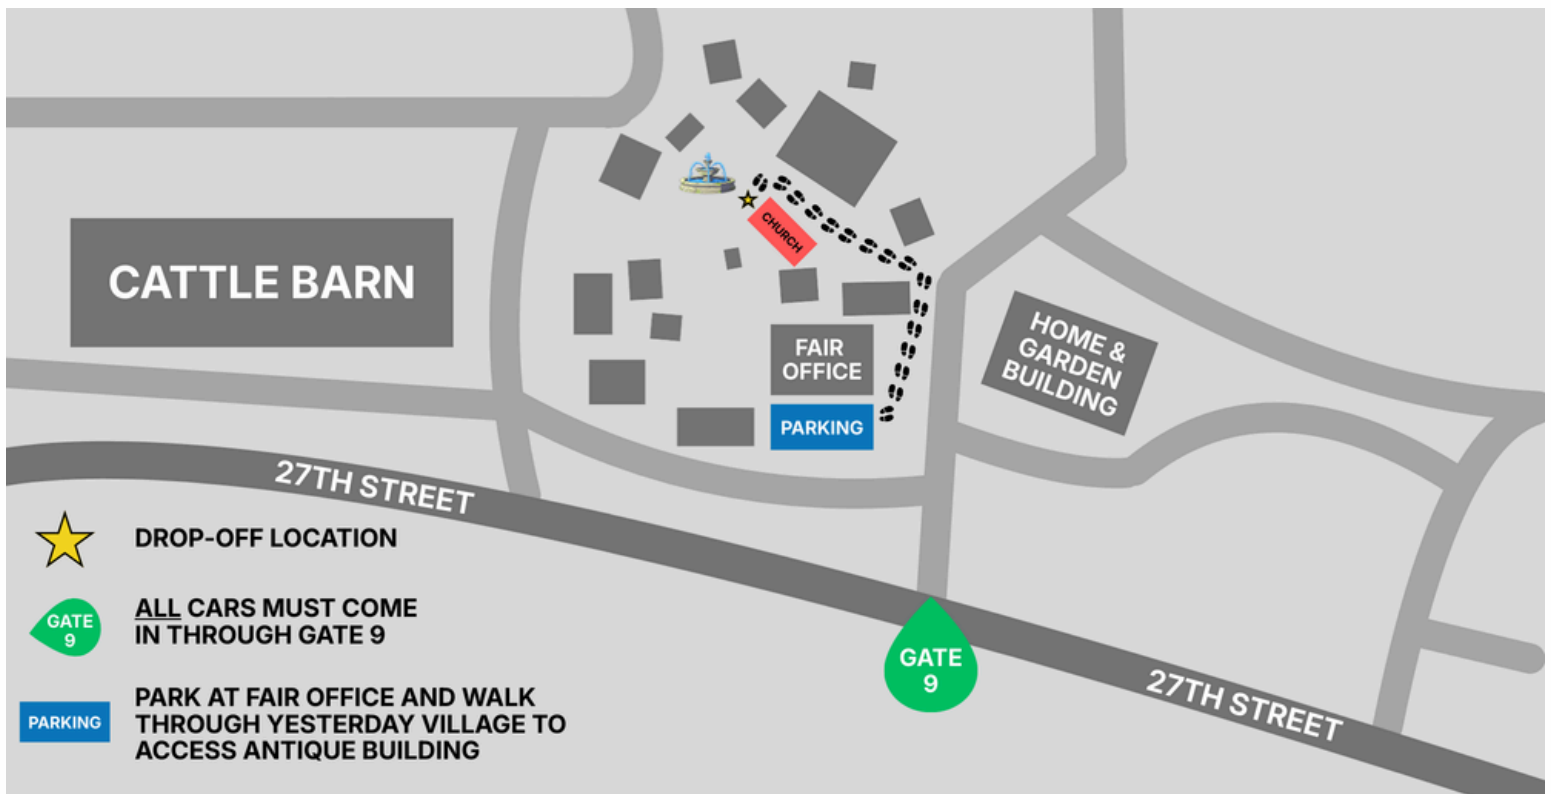 CHURCH
CATTLE BARN
HOME &
GARDEN
BUILDING
FAIR
OFFICE
PARKING
27TH STREET
DROP-OFF LOCATION
GATE
9
ALL CARS MUST COME
IN THROUGH GATE 9
GATE
9
27TH STREET
PARKING
PARK AT FAIR OFFICE AND WALK
THROUGH YESTERDAY VILLAGE TO
ACCESS ANTIQUE BUILDING